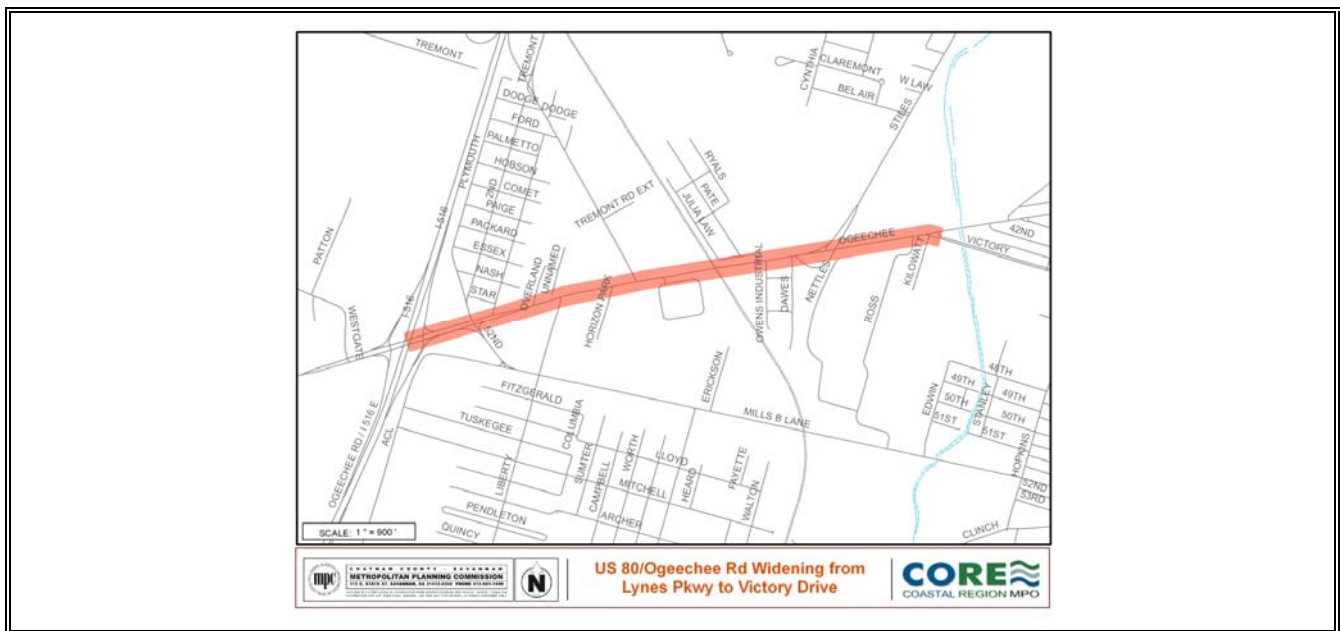 TREMONT
TREMONT
DODGE
DODGE
FORD
PALMETTO
HOBSON
COMET
PAIGE
PACKARD
ESSEX
NASH
STAR
2ND
PLYMOUTH
I-516
I-516
PATTON
WESTGATE
OVERLAND
UNNAMED
52ND
HORIZON PARK
TREMONT RD EXT
RYALS
PATE
JULIA LAW
CYNTHIA
CLAREMONT
BEL AIR
W LAW
STILES
OGEECHEE
VICTORY
42ND
OWENS INDUSTRIAL
DAWES
NETTLES
ROSS
KILOWATT
OGEECHEE RD / I 516 E
ACL
FITZGERALD
TUSKEGEE
COLUMBIA
LIBERTY
SUMTER
CAMPBELL
WORTH
LLOYD
MITCHELL
HEARD
ERICKSON
FAYETTE
WALTON
MILLS B LANE
ARCHER
PENDLETON
QUINCY
EDWIN
STANLEY
48TH
49TH
49TH
50TH
50TH
51ST
51ST
HOPKINS
52ND
53RD
CLINCH
SCALE: 1 " = 900 '
mpc
CHATHAM COUNTY - SAVANNAH
METROPOLITAN PLANNING COMMISSION
N
US 80/Ogeechee Rd Widening from
Lynes Pkwy to Victory Drive
CORE
COASTAL REGION MPO